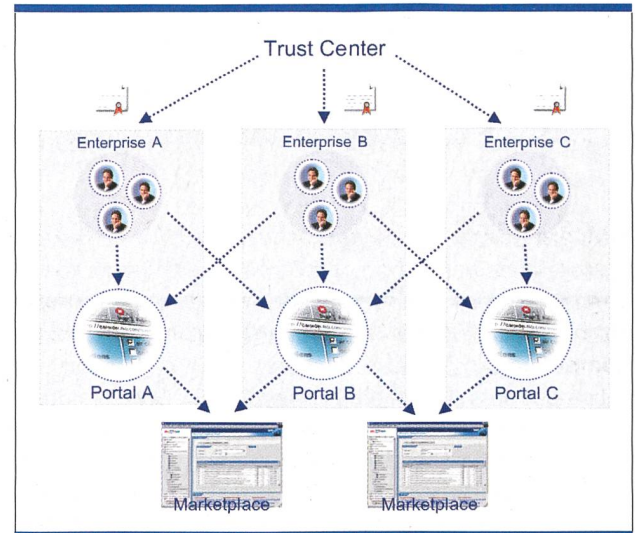 Trust Center
Enterprise A
Enterprise B
Enterprise C
Portal A
Portal B
Portal C
Marketplace
Marketplace